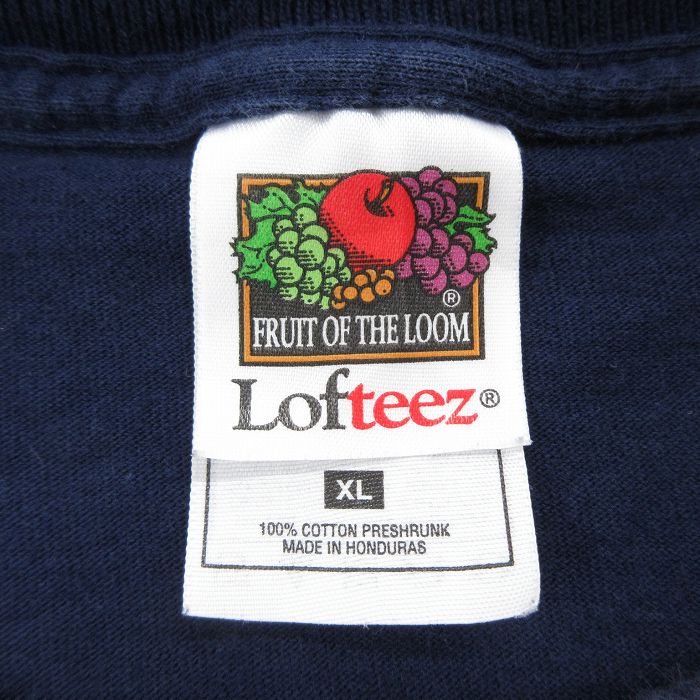 ®
FRUIT OF THE LOOM
Lofteez®
XL
100% COTTON PRESHRUNK
MADE IN HONDURAS